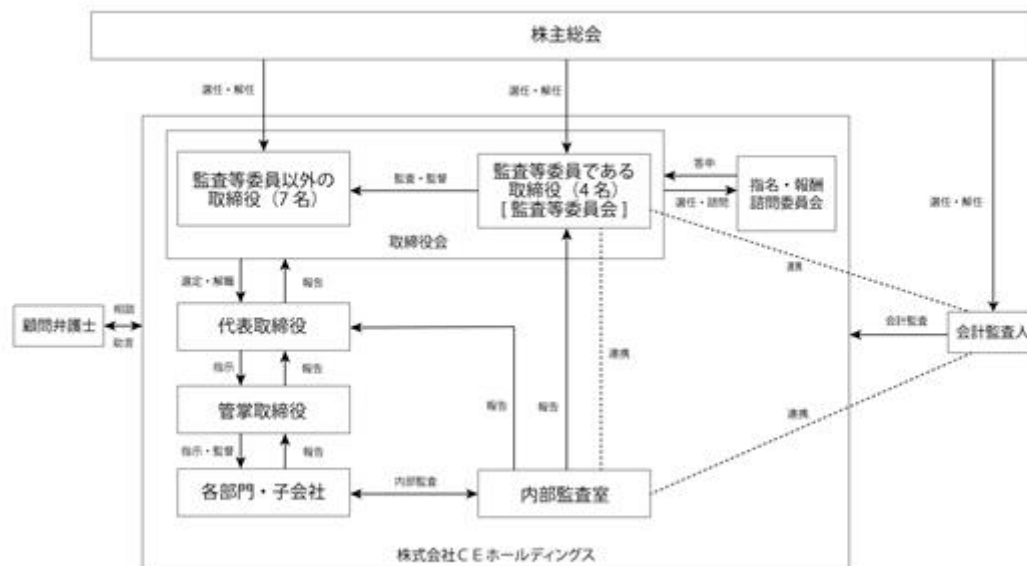 株主総会
選任・解任
選任・解任
選任・解任
監査等委員以外の
取締役（7名）
監査・監督
監査等委員である
取締役（4名）
[ 監査等委員会 ]
答申
選任・諮問
指名・報酬
諮問委員会
取締役会
連携
選定・解職
報告
顧問弁護士
相談
助言
代表取締役
会計監査
会計監査人
連携
指示
報告
管掌取締役
報告
報告
連携
指示・監督
報告
各部門・子会社
内部監査
内部監査室
株式会社ＣＥホールディングス